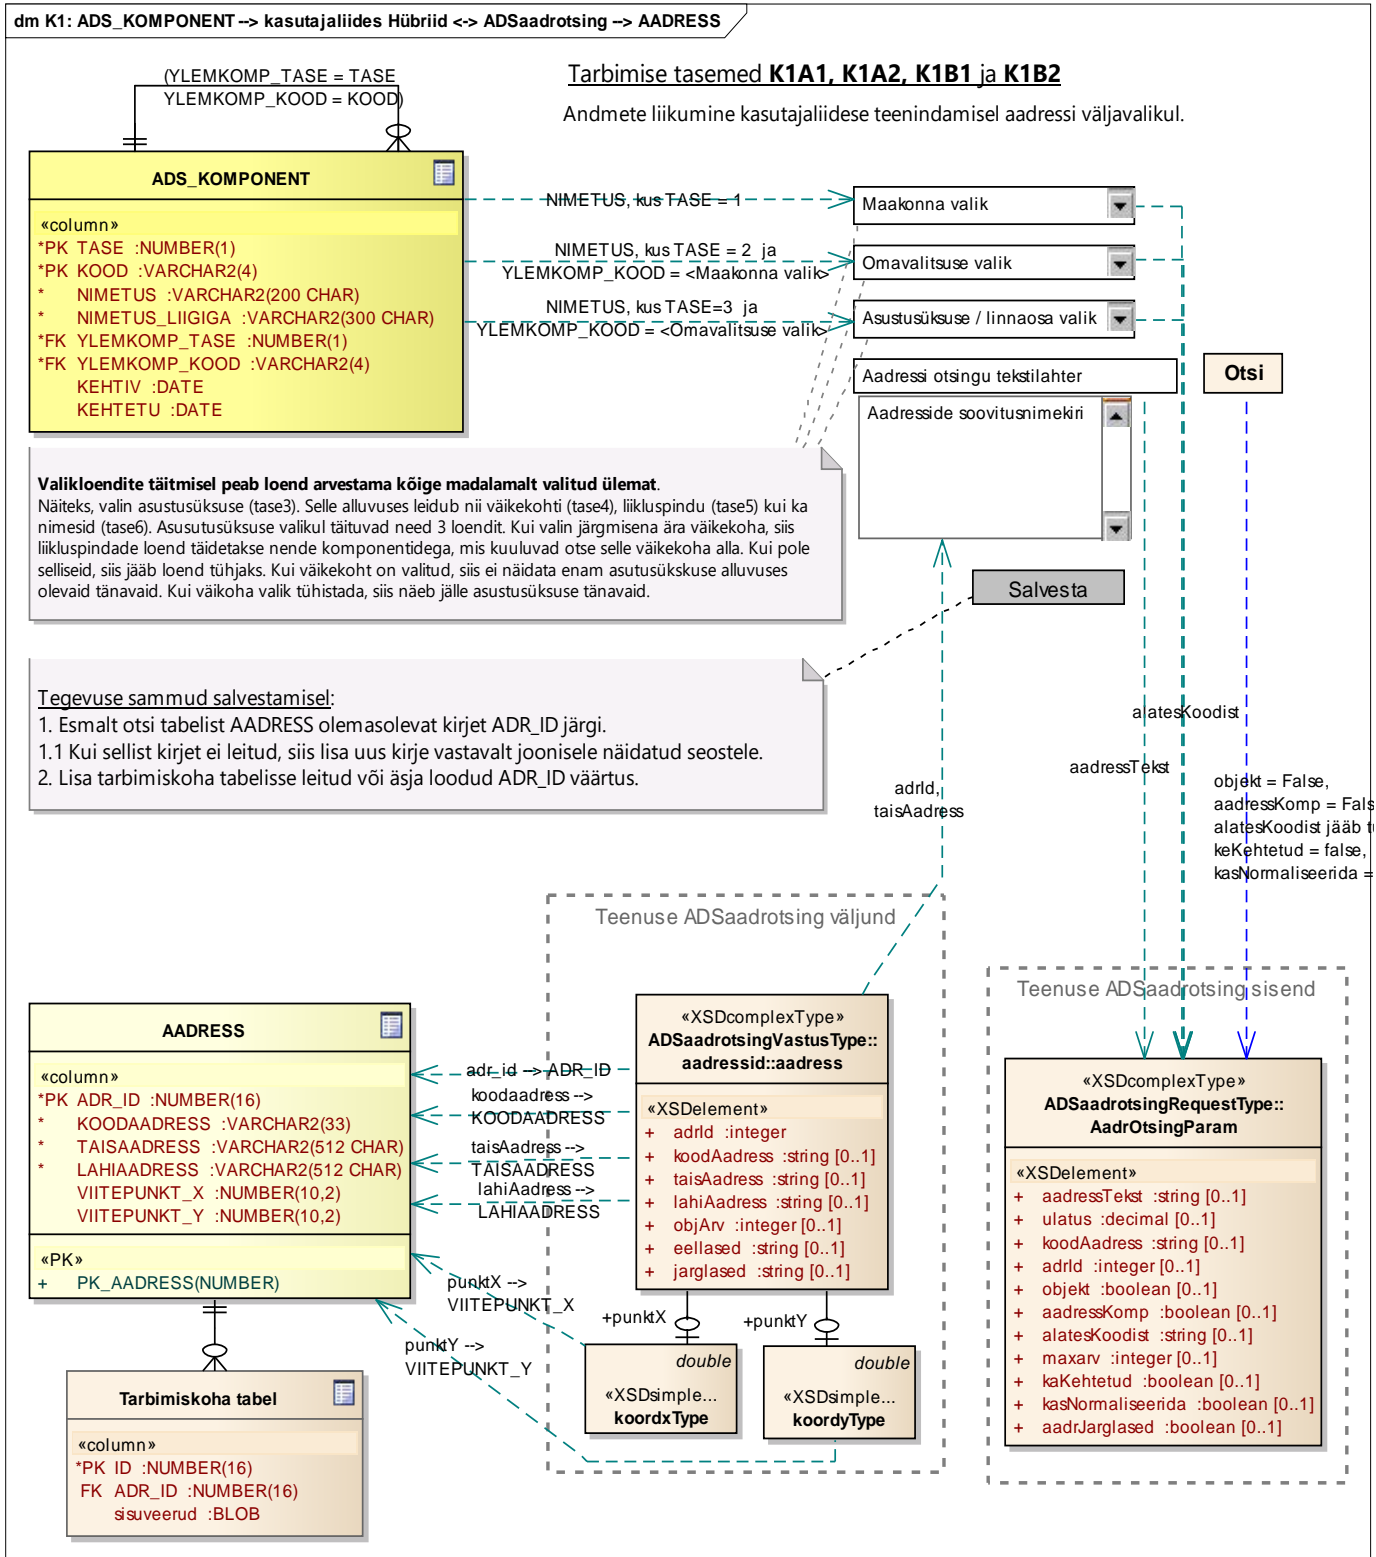 dm K1: ADS_KOMPONENT --> kasutajaliides Hübriid <-> ADSaadrotsing --> AADRESS
(YLEMKOMP_TASE = TASE
YLEMKOMP_KOOD = KOOD)
Tarbimise tasemed K1A1, K1A2, K1B1 ja K1B2
Andmete liikumine kasutajaliidese teenindamisel aadressi väljavalikul.
ADS_KOMPONENT
«column»
*PK TASE :NUMBER(1)
*PK KOOD :VARCHAR2(4)
* NIMETUS :VARCHAR2(200 CHAR)
* NIMETUS_LIIGIGA :VARCHAR2(300 CHAR)
*FK YLEMKOMP_TASE :NUMBER(1)
*FK YLEMKOMP_KOOD :VARCHAR2(4)
KEHTIV :DATE
KEHTETU :DATE
NIMETUS, kus TASE = 1
NIMETUS, kus TASE = 2 ja
YLEMKOMP_KOOD = <Maakonna valik>
NIMETUS, kus TASE=3 ja
YLEMKOMP_KOOD = <Omavalitsuse valik>
Maakonna valik
Omavalitsuse valik
Asustusüksuse / linnaosa valik
Aadressi otsingu tekstilahter
Otsi
Aadresside soovitusnimekiri
Valikloendite täitmisel peab loend arvestama kõige madalamalt valitud ülemat.
Näiteks, valin asustusüksuse (tase3). Selle alluvuses leidub nii väikekohti (tase4), liikluspindu (tase5) kui ka
nimesid (tase6). Asusutusüksuse valikul täituvad need 3 loendit. Kui valin järgmisena ära väikekoha, siis
liikluspindade loend täidetakse nende komponentidega, mis kuuluvad otse selle väikekoha alla. Kui pole
selliseid, siis jääb loend tühjaks. Kui väikekoht on valitud, siis ei näidata enam asutusükskuse alluvuses
olevaid tänavaid. Kui väikoha valik tühistada, siis näeb jälle asustusüksuse tänavaid.
Salvesta
Tegevuse sammud salvestamisel:
1. Esmalt otsi tabelist AADRESS olemasolevat kirjet ADR_ID järgi.
1.1 Kui sellist kirjet ei leitud, siis lisa uus kirje vastavalt joonisele näidatud seostele.
2. Lisa tarbimiskoha tabelisse leitud või äsja loodud ADR_ID väärtus.
alatesKoodist
aadressTekst
adrId,
taisAadress
objekt = False,
aadressKomp = Fals
alatesKoodist jääb t
keKehtetud = false,
kasNormaliseerida =
Teenuse ADSaadrotsing väljund
Teenuse ADSaadrotsing sisend
AADRESS
«column»
*PK ADR_ID :NUMBER(16)
* KOODAADRESS :VARCHAR2(33)
* TAISAADRESS :VARCHAR2(512 CHAR)
* LAHIAADRESS :VARCHAR2(512 CHAR)
VIITEPUNKT_X :NUMBER(10,2)
VIITEPUNKT_Y :NUMBER(10,2)
«PK»
+ PK_AADRESS(NUMBER)
adr_id --> ADR_ID
koodaadress -->
KOODAADRESS
taisAadress -->
TAISAADRESS
lahiAadress -->
LAHIAADRESS
punktX -->
VIITEPUNKT_X
punktY -->
VIITEPUNKT_Y
«XSDcomplexType»
ADSaadrotsingVastusType::
aadressid::aadress
«XSDelement»
+ adrId :integer
+ koodAadress :string [0..1]
+ taisAadress :string [0..1]
+ lahiAadress :string [0..1]
+ objArv :integer [0..1]
+ eellased :string [0..1]
+ jarglased :string [0..1]
+punktX
+punktY
double
«XSDsimple...
koordxType
double
«XSDsimple...
koordyType
«XSDcomplexType»
ADSaadrotsingRequestType::
AadrOtsingParam
«XSDelement»
+ aadressTekst :string [0..1]
+ ulatus :decimal [0..1]
+ koodAadress :string [0..1]
+ adrId :integer [0..1]
+ objekt :boolean [0..1]
+ aadressKomp :boolean [0..1]
+ alatesKoodist :string [0..1]
+ maxarv :integer [0..1]
+ kaKehtetud :boolean [0..1]
+ kasNormaliseerida :boolean [0..1]
+ aadrJarglased :boolean [0..1]
Tarbimiskoha tabel
«column»
*PK ID :NUMBER(16)
FK ADR_ID :NUMBER(16)
sisuveerud :BLOB